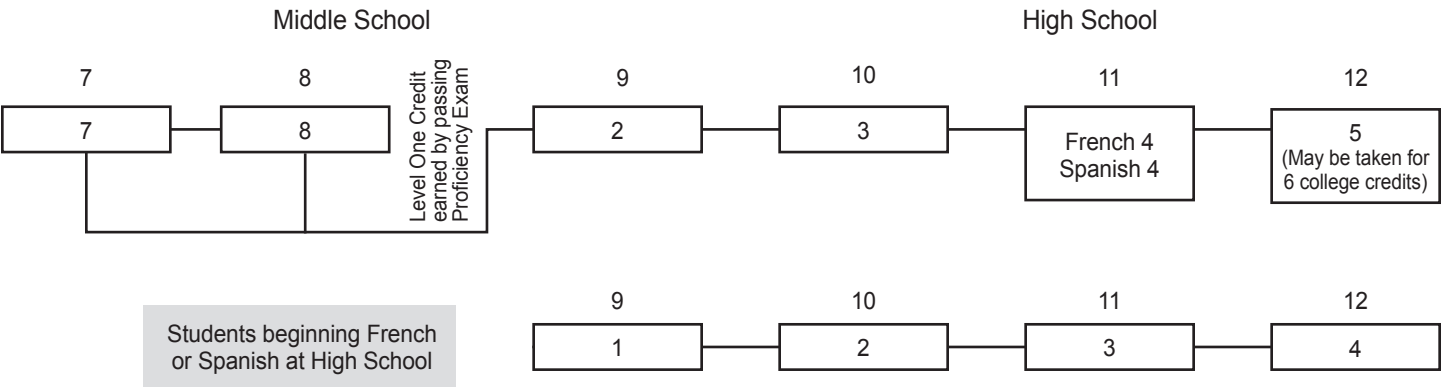 Middle School
High School
7
8
9
10
11
12
7
8
Level One Credit
earned by passing
Proficiency Exam
2
3
French 4
Spanish 4
5
(May be taken for
6 college credits)
9
10
11
12
Students beginning French
or Spanish at High School
1
2
3
4